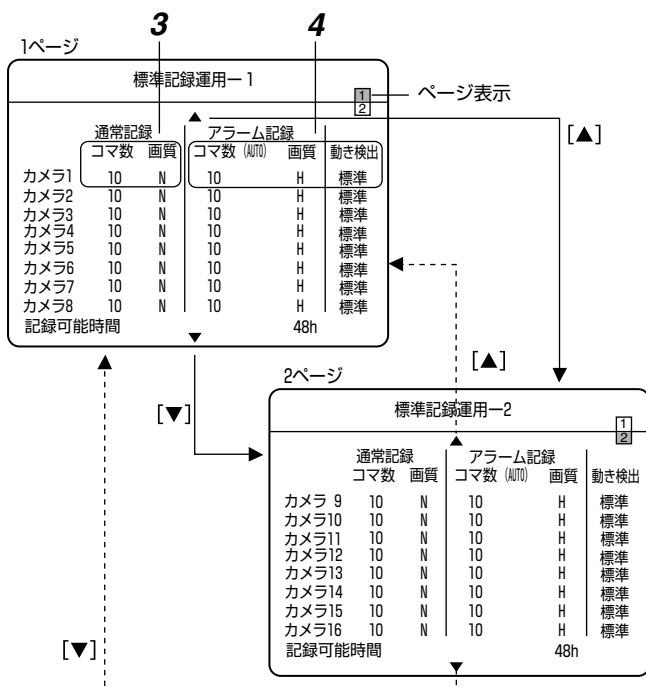 3 4
1ページ
標準記録運用ー1
1
2
ページ表示
[▲]
▲
通常記録 アラーム記録
コマ数 画質 コマ数 (AUTO) 画質 動き検出
カメラ1 10 N 10 H 標準
カメラ2 10 N 10 H 標準
カメラ3 10 N 10 H 標準
カメラ4 10 N 10 H 標準
カメラ5 10 N 10 H 標準
カメラ6 10 N 10 H 標準
カメラ7 10 N 10 H 標準
カメラ8 10 N 10 H 標準
記録可能時間 48h
▼
[▲]
2ページ
[▼]
標準記録運用ー2
1
2
▲
通常記録 アラーム記録
コマ数 画質 コマ数 (AUTO) 画質 動き検出
カメラ 9 10 N 10 H 標準
カメラ10 10 N 10 H 標準
カメラ11 10 N 10 H 標準
カメラ12 10 N 10 H 標準
カメラ13 10 N 10 H 標準
カメラ14 10 N 10 H 標準
カメラ15 10 N 10 H 標準
カメラ16 10 N 10 H 標準
記録可能時間 48h
[▼]
▼